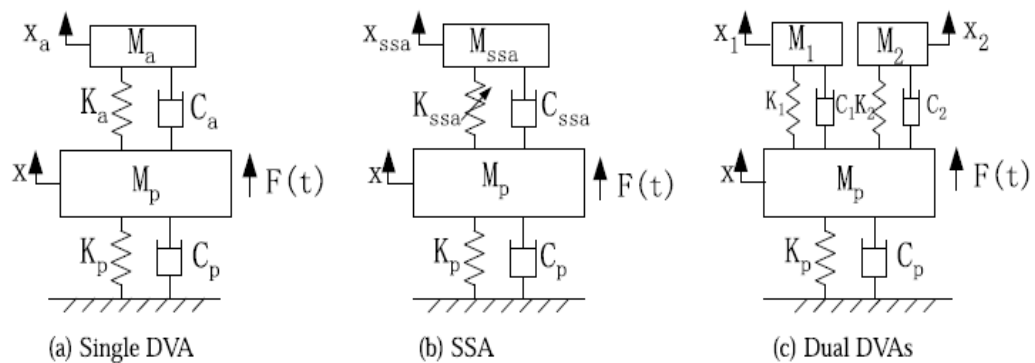 x_a M_a
K_a C_a
x M_p F(t)
K_p C_p
(a) Single DVA
x_ssa M_ssa
K_ssa C_ssa
x M_p F(t)
K_p C_p
(b) SSA
x_1 M_1 M_2 x_2
K_1 C_1 K_2 C_2
x M_p F(t)
K_p C_p
(c) Dual DVAs